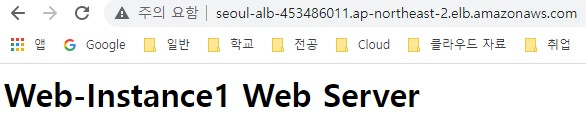 주의 요함 | seoul-alb-453486011.ap-northeast-2.elb.amazonaws.com
앱 Google 일반 학교 전공 Cloud 클라우드 자료 취업
Web-Instance1 Web Server